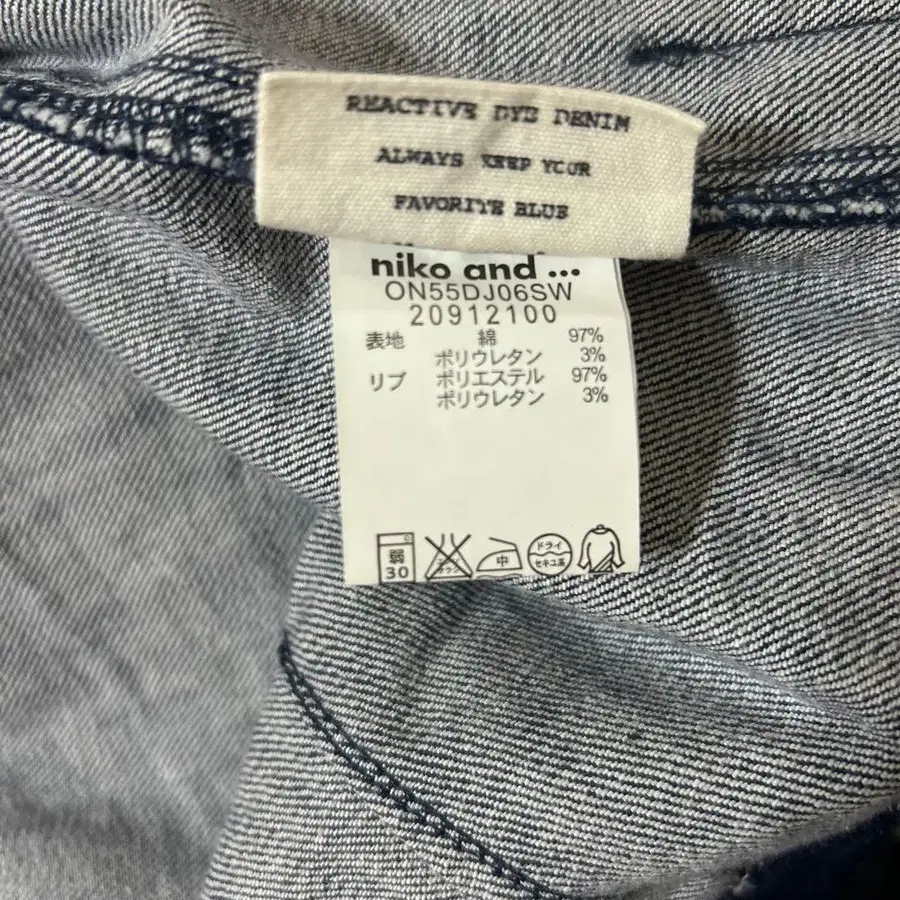 REACTIVE DYE DENIM
ALWAYS KEEP YOUR
FAVORITE BLUE
niko and ...
ON55DJ06SW
20912100
表地 綿 97%
ポリウレタン 3%
リブ ポリエステル 97%
ポリウレタン 3%
弱 30 中 ドライ セキユ系